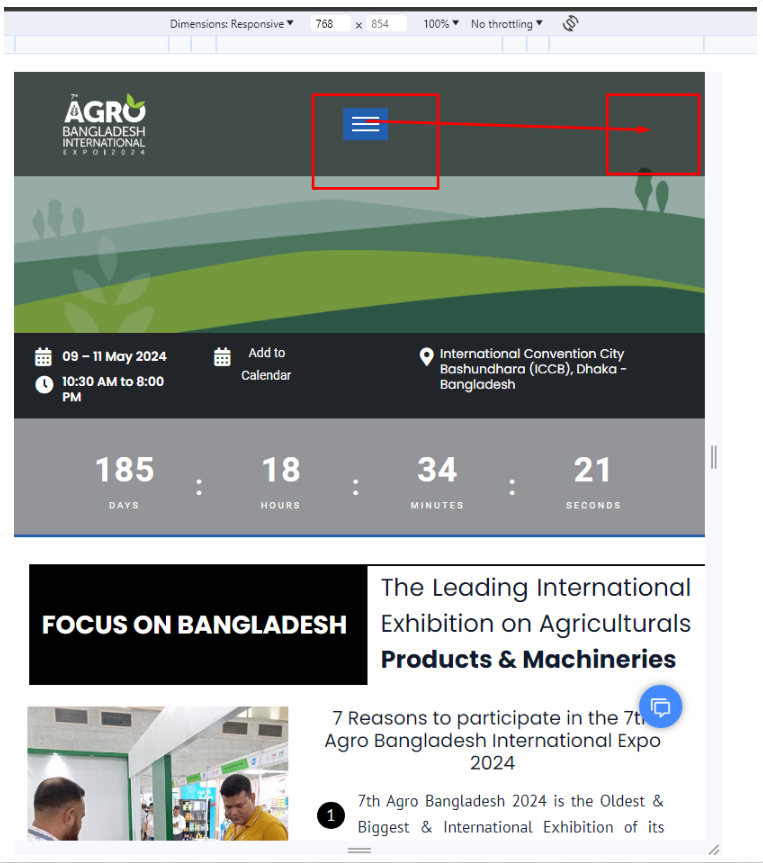 Dimensions: Responsive ▼ 768 x 854 100% ▼ No throttling ▼
7th
AGRO
BANGLADESH
INTERNATIONAL
EXPO 2024
09 – 11 May 2024
10:30 AM to 8:00
PM
Add to
Calendar
International Convention City
Bashundhara (ICCB), Dhaka –
Bangladesh
185 : 18 : 34 : 21
DAYS HOURS MINUTES SECONDS
FOCUS ON BANGLADESH
The Leading International
Exhibition on Agriculturals
Products & Machineries
7 Reasons to participate in the 7th
Agro Bangladesh International Expo
2024
1 7th Agro Bangladesh 2024 is the Oldest &
Biggest & International Exhibition of its